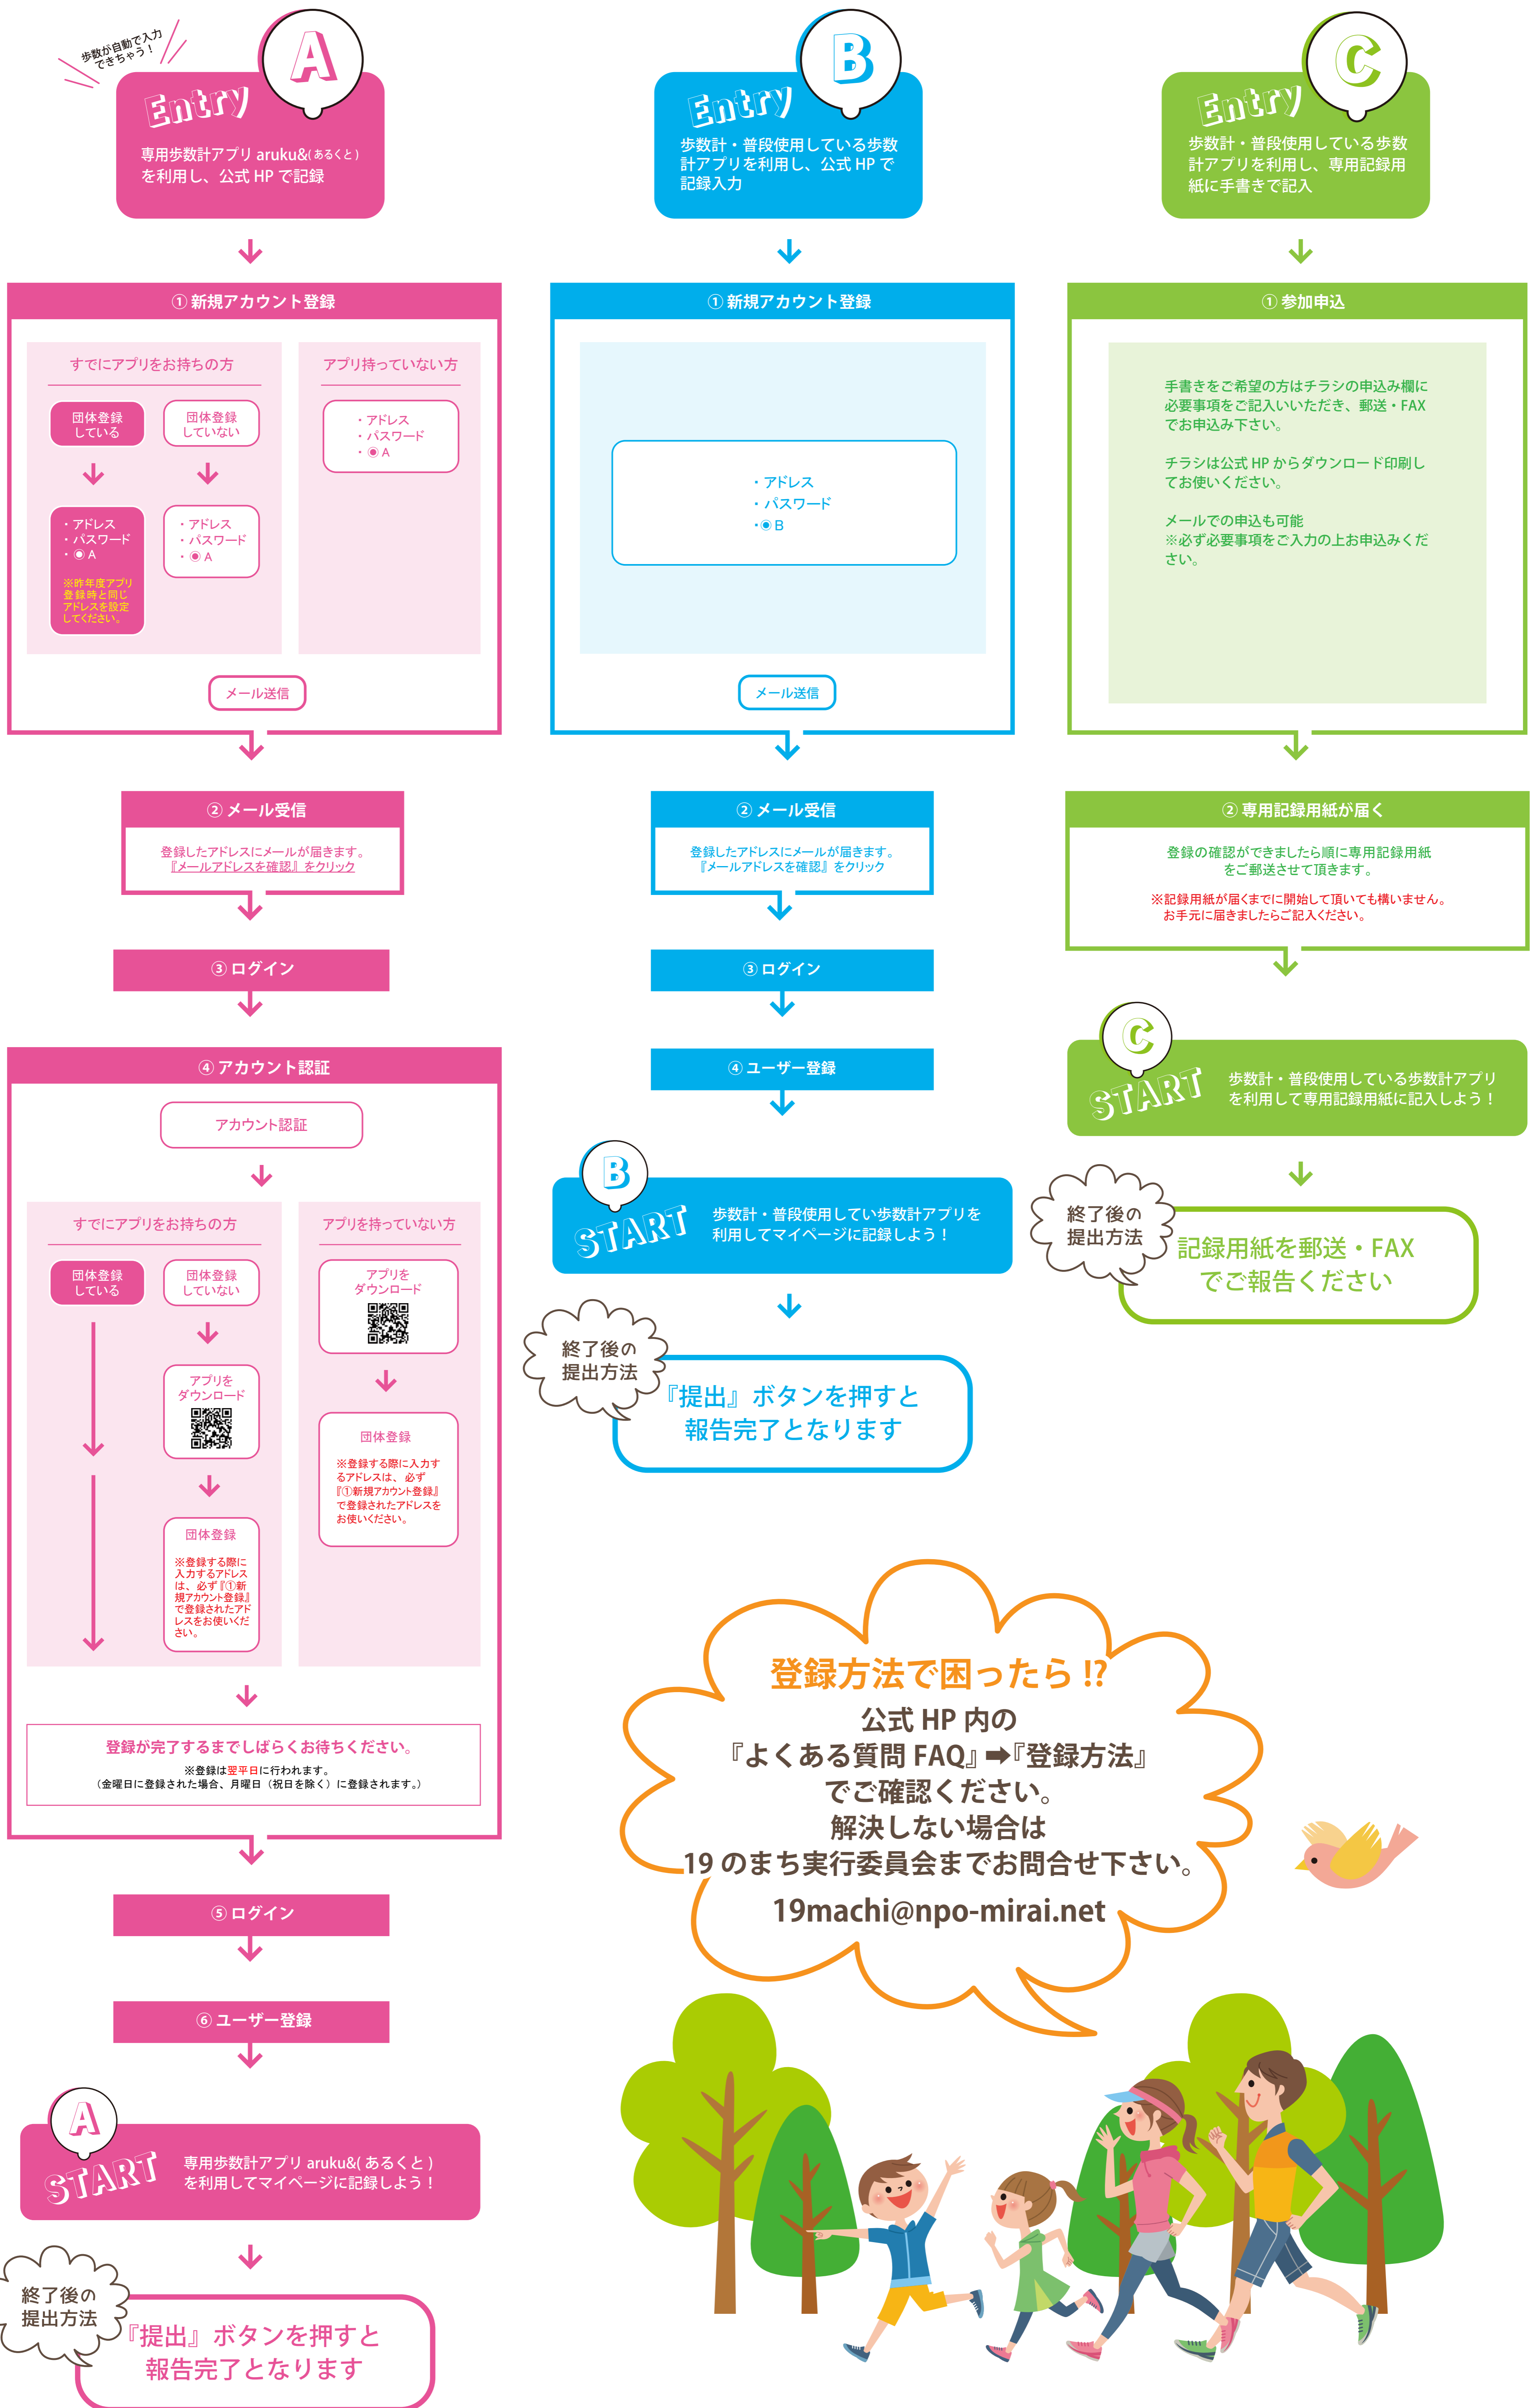 歩数が自動で入力
できちゃう！
A
Entry
専用歩数計アプリ aruku&(あるくと)
を利用し、公式 HP で記録
① 新規アカウント登録
すでにアプリをお持ちの方
団体登録
している
・アドレス
・パスワード
・◉ A
※昨年度アプリ
登録時と同じ
アドレスを設定
してください。
団体登録
していない
・アドレス
・パスワード
・◉ A
アプリ持っていない方
・アドレス
・パスワード
・◉ A
メール送信
② メール受信
登録したアドレスにメールが届きます。
『メールアドレスを確認』をクリック
③ ログイン
④ アカウント認証
アカウント認証
すでにアプリをお持ちの方
団体登録
している
団体登録
していない
アプリを
ダウンロード
団体登録
※登録する際に
入力するアドレス
は、必ず『①新
規アカウント登録』
で登録されたアド
レスをお使いくだ
さい。
アプリを持っていない方
アプリを
ダウンロード
団体登録
※登録する際に入力す
るアドレスは、必ず
『①新規アカウント登録』
で登録されたアドレスを
お使いください。
登録が完了するまでしばらくお待ちください。
※登録は翌平日に行われます。
（金曜日に登録された場合、月曜日（祝日を除く）に登録されます。）
⑤ ログイン
⑥ ユーザー登録
A
START
専用歩数計アプリ aruku&( あるくと )
を利用してマイページに記録しよう！
終了後の
提出方法
『提出』ボタンを押すと
報告完了となります
B
Entry
歩数計・普段使用している歩数
計アプリを利用し、公式 HP で
記録入力
① 新規アカウント登録
・アドレス
・パスワード
・◉ B
メール送信
② メール受信
登録したアドレスにメールが届きます。
『メールアドレスを確認』をクリック
③ ログイン
④ ユーザー登録
B
START
歩数計・普段使用してい歩数計アプリを
利用してマイページに記録しよう！
終了後の
提出方法
『提出』ボタンを押すと
報告完了となります
C
Entry
歩数計・普段使用している歩数
計アプリを利用し、専用記録用
紙に手書きで記入
① 参加申込
手書きをご希望の方はチラシの申込み欄に
必要事項をご記入いいただき、郵送・FAX
でお申込み下さい。
チラシは公式 HP からダウンロード印刷し
てお使いください。
メールでの申込も可能
※必ず必要事項をご入力の上お申込みくだ
さい。
② 専用記録用紙が届く
登録の確認ができましたら順に専用記録用紙
をご郵送させて頂きます。
※記録用紙が届くまでに開始して頂いても構いません。
お手元に届きましたらご記入ください。
C
START
歩数計・普段使用している歩数計アプリ
を利用して専用記録用紙に記入しよう！
終了後の
提出方法
記録用紙を郵送・FAX
でご報告ください
登録方法で困ったら !?
公式 HP 内の
『よくある質問 FAQ』➡『登録方法』
でご確認ください。
解決しない場合は
19 のまち実行委員会までお問合せ下さい。
19machi@npo-mirai.net